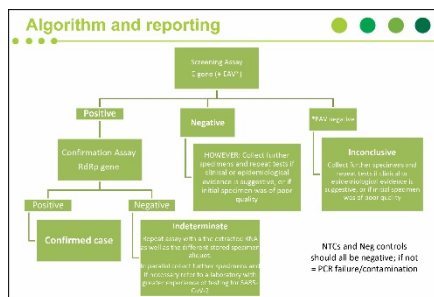 Algorithm and reporting
Screening Assay
E gene (+ EAV*)
Positive
Negative
*EAV negative
Confirmation Assay
RdRp gene
HOWEVER: Collect further
specimens and repeat tests if
clinical or epidemiological
evidence is suggestive, or if
initial specimen was of poor
quality
Inconclusive
Collect further specimens and
repeat tests if clinical or
epidemiological evidence is
suggestive, or if initial specimen
was of poor quality
Positive
Negative
Confirmed case
Indeterminate
Repeat assay with the extracted RNA
as well as the different stored specimen
aliquot.
In parallel collect further specimens and
if necessary refer to a laboratory with
greater experience of testing for SARS-
CoV-2
NTCs and Neg controls
should all be negative; if not
= PCR failure/contamination